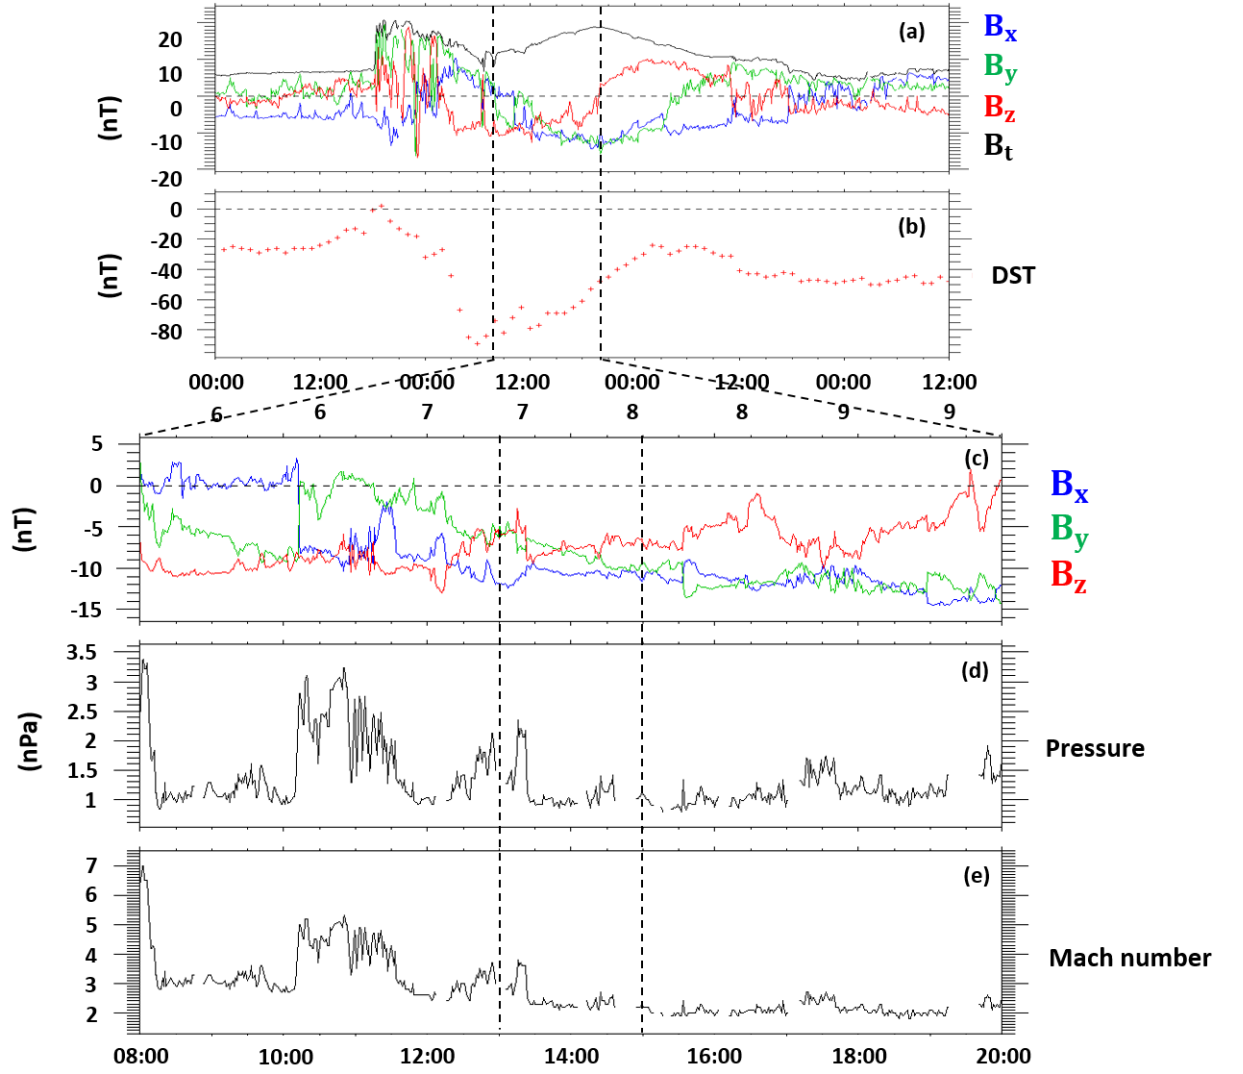 20
10
0
-10
-20
(nT)
(a)
Bx
By
Bz
Bt
0
-20
-40
-60
-80
(nT)
(b)
DST
00:00 12:00 00:00 12:00 00:00 12:00 00:00 12:00
6 6 7 7 8 8 9 9
5
0
-5
-10
-15
(nT)
(c)
Bx
By
Bz
3.5
3
2.5
2
1.5
1
(nPa)
(d)
Pressure
7
6
5
4
3
2
(e)
Mach number
08:00 10:00 12:00 14:00 16:00 18:00 20:00